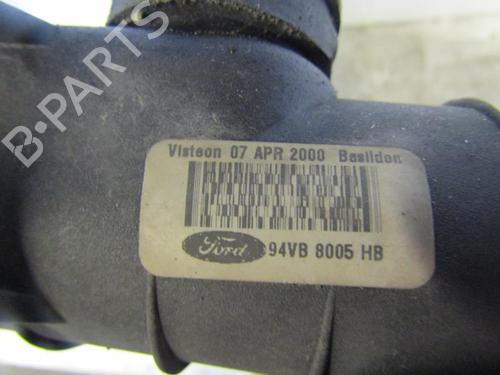 B-PARTS
Visteon 07 APR 2000 Basildon
Ford 94VB 8005 HB